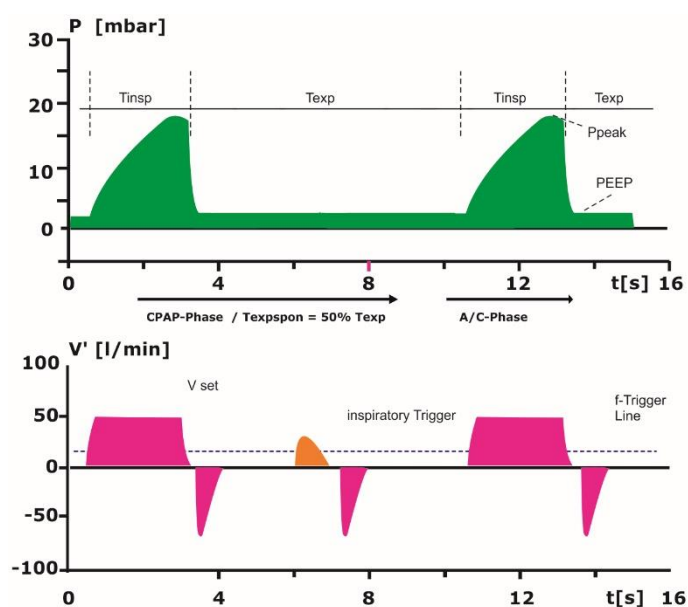 P [mbar]
30
Tinsp Texp Tinsp Texp
20
Ppeak
10
PEEP
0
0 4 8 12 t[s] 16
CPAP-Phase / Texpspon = 50% Texp A/C-Phase
V' [l/min]
100
V set f-Trigger
50 inspiratory Trigger Line
0
-50
-100
0 4 8 12 t[s] 16